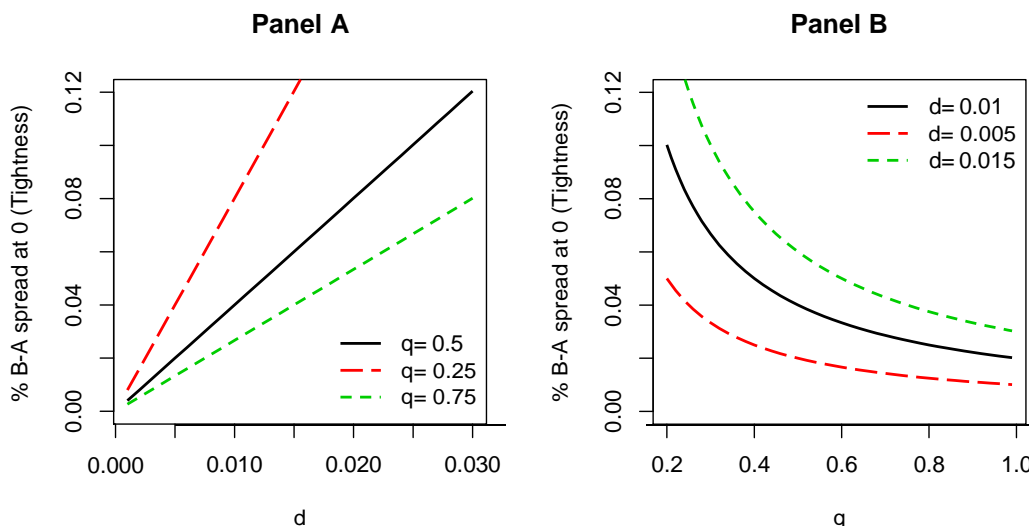 Panel A
% B-A spread at 0 (Tightness)
0.12
0.08
0.04
0.00
q= 0.5
q= 0.25
q= 0.75
0.000
0.010
0.020
0.030
d
Panel B
% B-A spread at 0 (Tightness)
0.12
0.08
0.04
0.00
d= 0.01
d= 0.005
d= 0.015
0.2
0.4
0.6
0.8
1.0
q